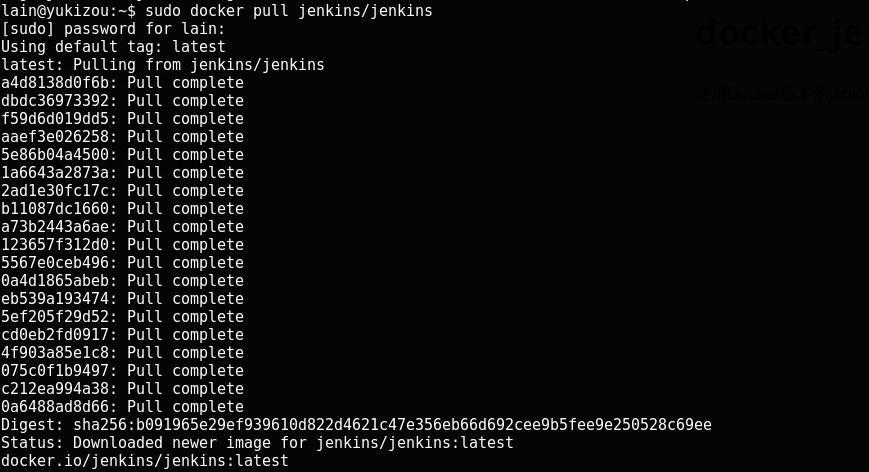 lain@yukizou:~$ sudo docker pull jenkins/jenkins
[sudo] password for lain:
Using default tag: latest
latest: Pulling from jenkins/jenkins
a4d8138d0f6b: Pull complete
dbdc36973392: Pull complete
f59d6d019dd5: Pull complete
aaef3e026258: Pull complete
5e86b04a4500: Pull complete
1a6643a2873a: Pull complete
2ad1e30fc17c: Pull complete
b11087dc1660: Pull complete
a73b2443a6ae: Pull complete
123657f312d0: Pull complete
5567e0ceb496: Pull complete
0a4d1865abeb: Pull complete
eb539a193474: Pull complete
5ef205f29d52: Pull complete
cd0eb2fd0917: Pull complete
4f903a85e1c8: Pull complete
075c0f1b9497: Pull complete
c212ea994a38: Pull complete
0a6488ad8d66: Pull complete
Digest: sha256:b091965e29ef939610d822d4621c47e356eb66d692cee9b5fee9e250528c69ee
Status: Downloaded newer image for jenkins/jenkins:latest
docker.io/jenkins/jenkins:latest
docker_je